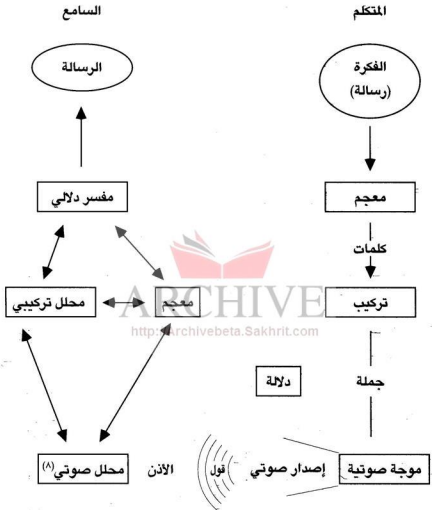 المتكلم
السامع
الفكرة
(رسالة)
الرسالة
معجم
مفسر دلالي
كلمات
تركيب
معجم
محلل تركيبي
ARCHIVE
http://Archivebeta.Sakhrit.com
جملة
دلالة
موجة صوتية
إصدار صوتي
قول
الأذن
محلل صوتي(٨)